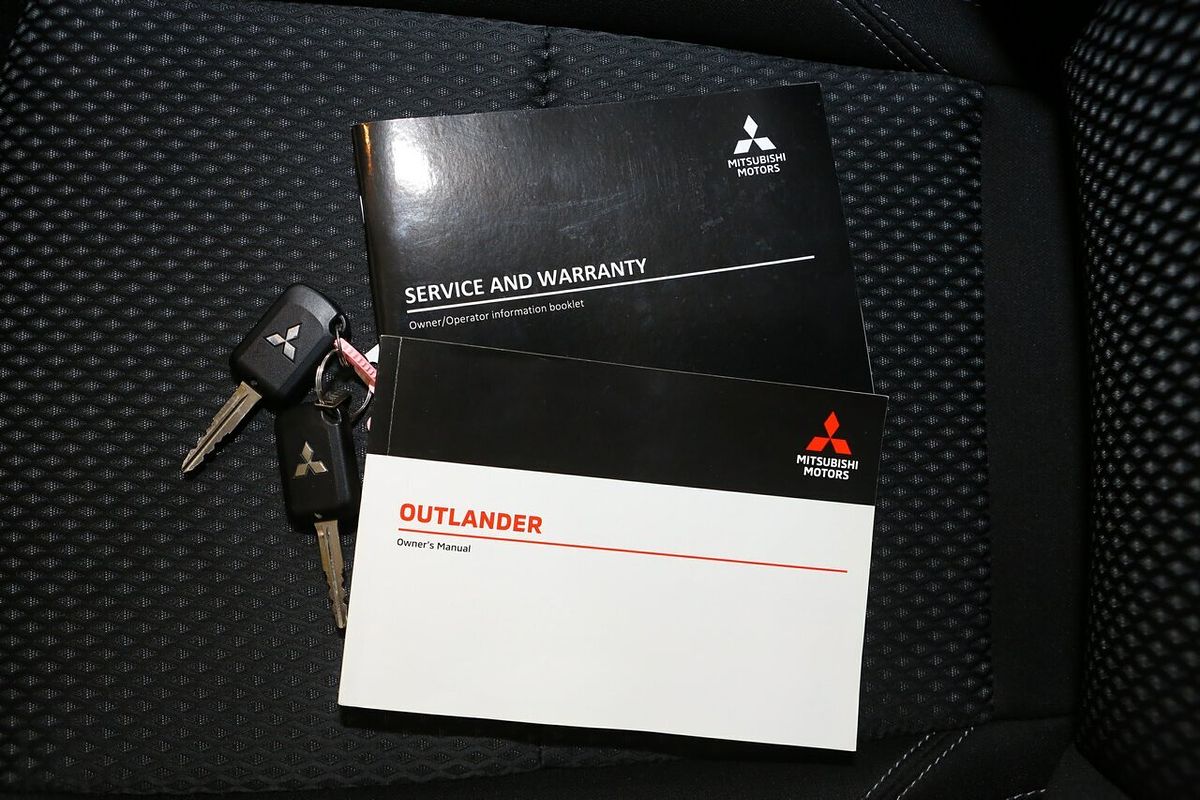 MITSUBISHI
MOTORS
SERVICE AND WARRANTY
Owner/Operator information booklet
MITSUBISHI
MOTORS
OUTLANDER
Owner's Manual